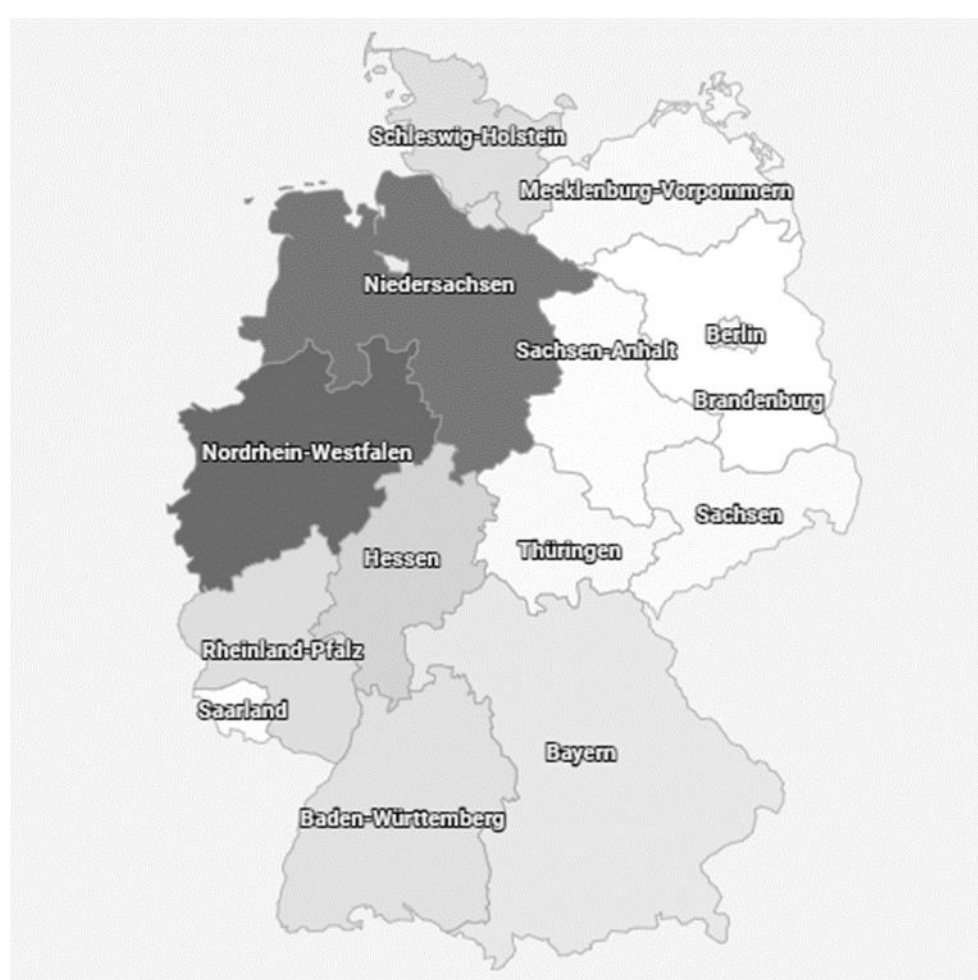 Schleswig-Holstein
Mecklenburg-Vorpommern
Niedersachsen
Berlin
Sachsen-Anhalt
Brandenburg
Nordrhein-Westfalen
Sachsen
Thüringen
Hessen
Rheinland-Pfalz
Saarland
Bayern
Baden-Württemberg